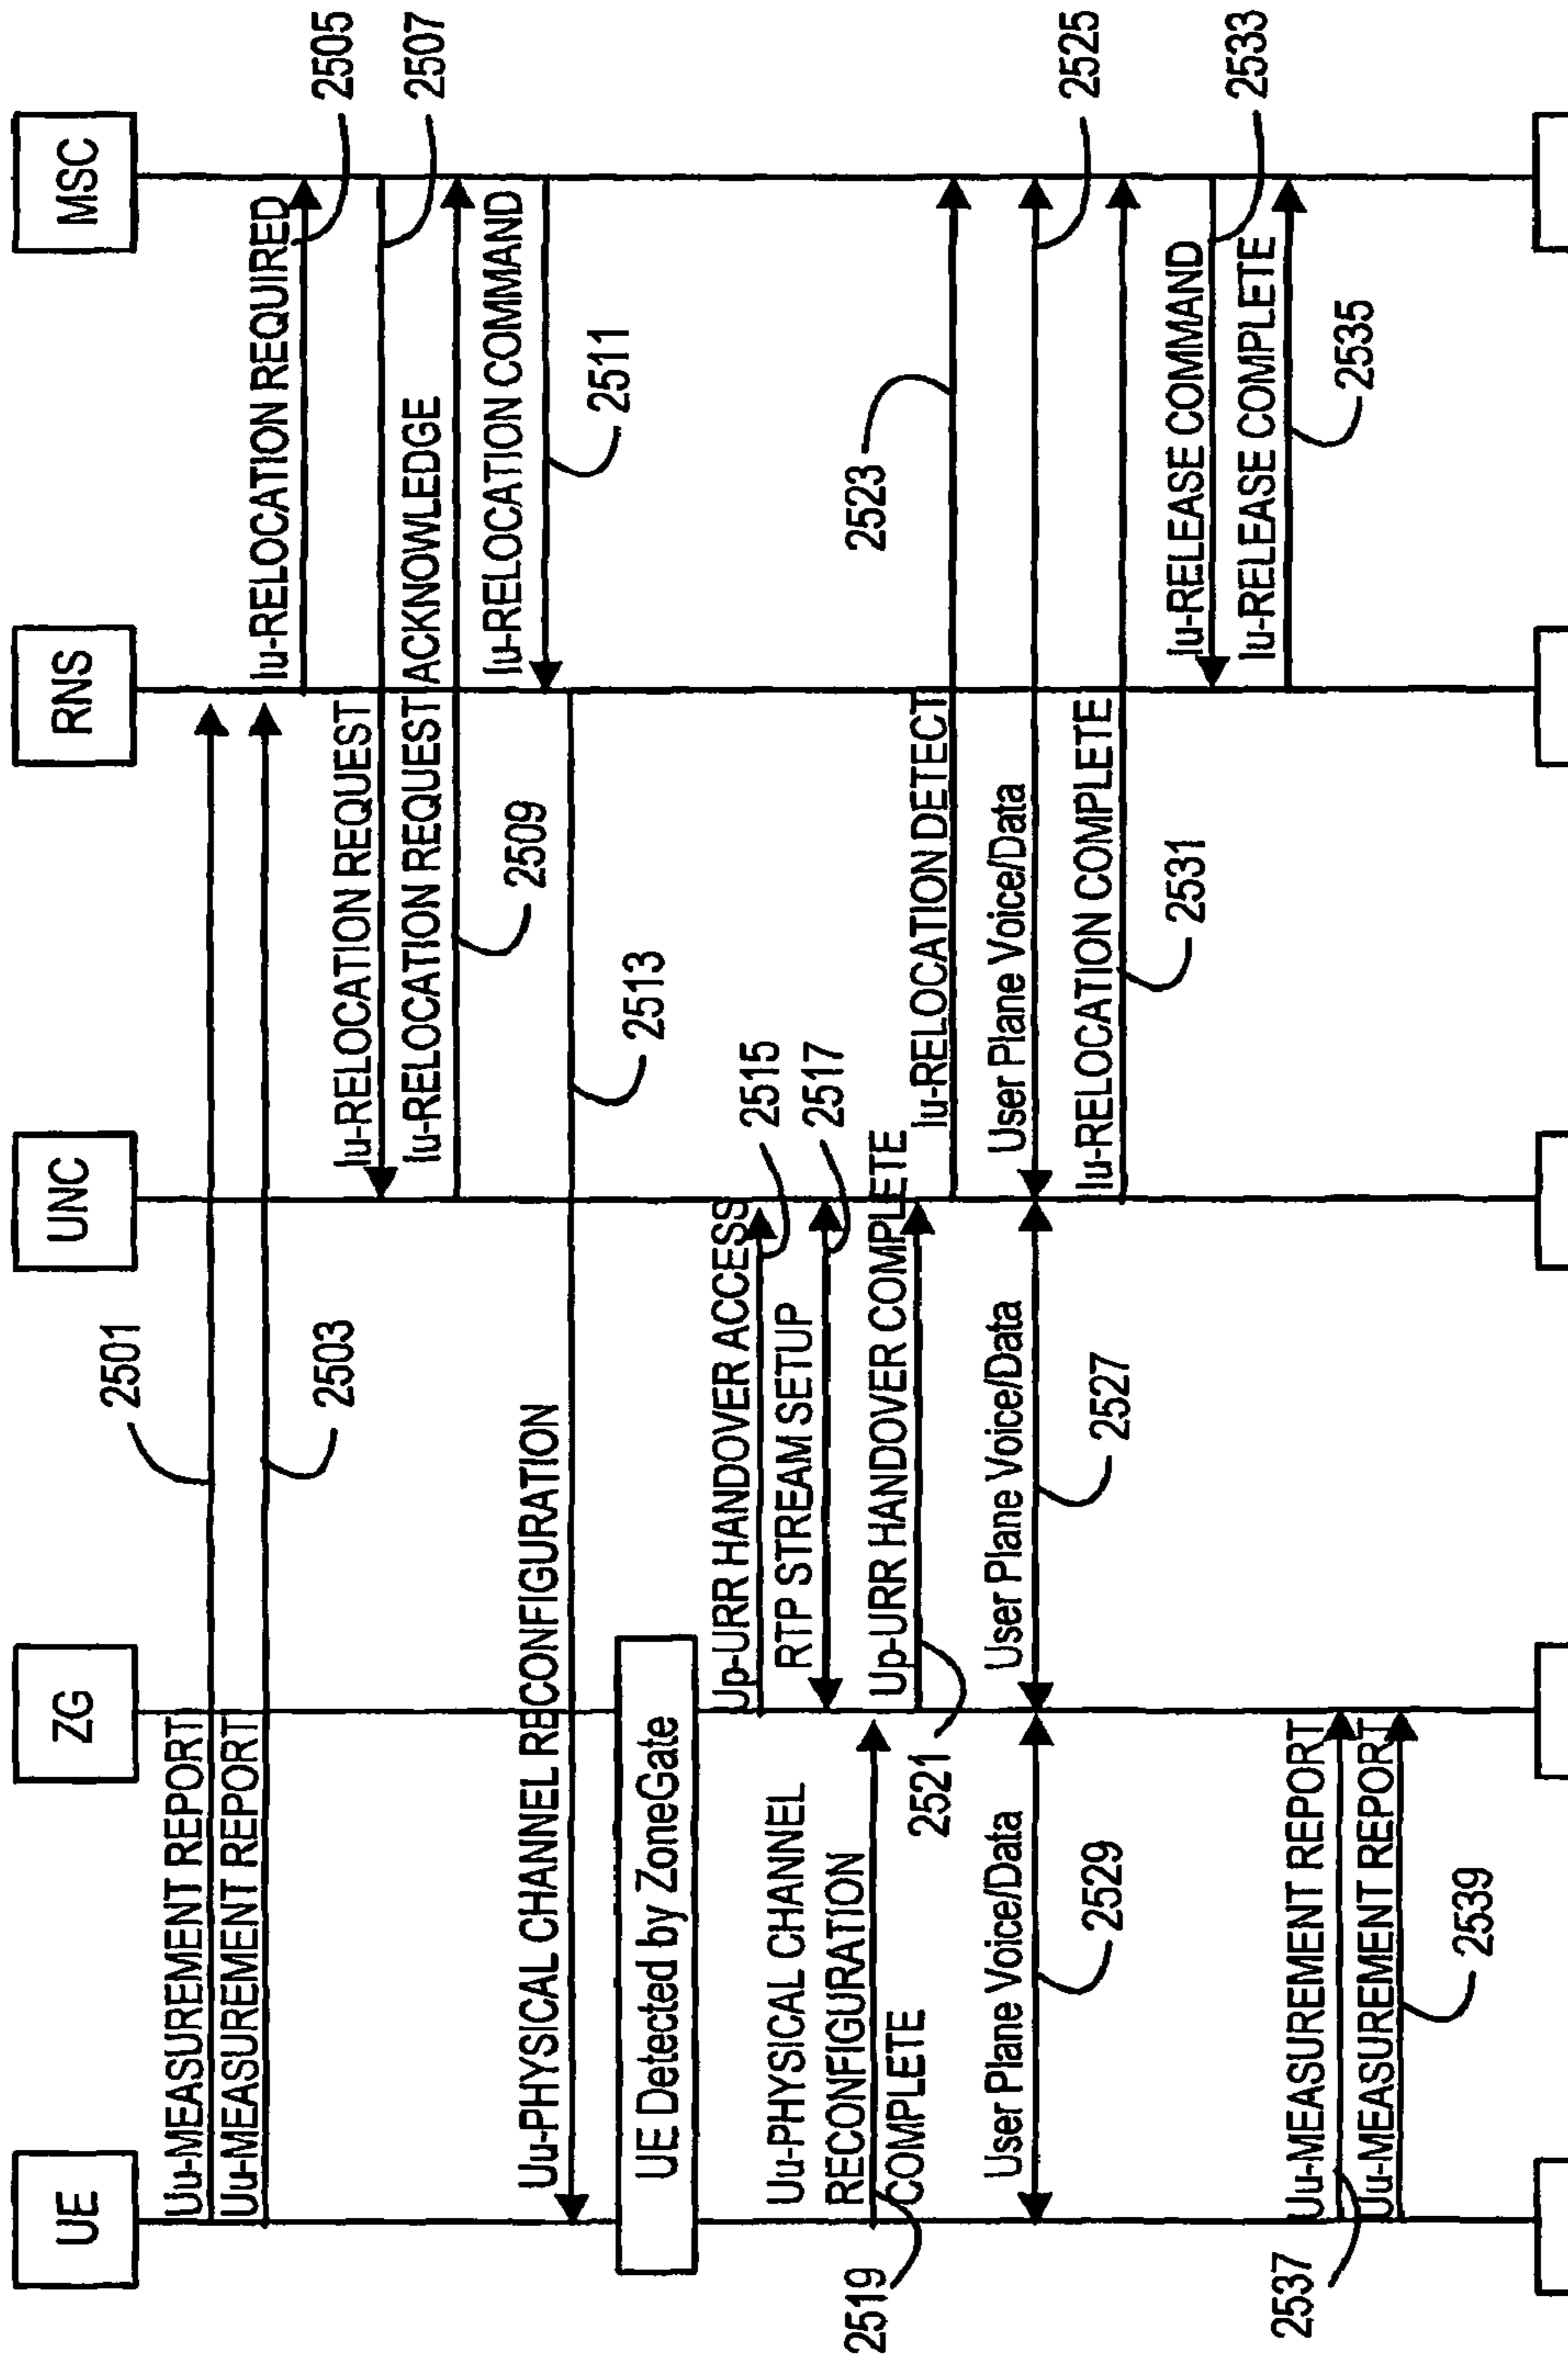 UE
ZG
UNC
RNS
MSC
Uu-MEASUREMENT REPORT
2501
Uu-MEASUREMENT REPORT
2503
Iu-RELOCATION REQUIRED
2505
Iu-RELOCATION REQUEST
2507
Iu-RELOCATION REQUEST ACKNOWLEDGE
2509
Iu-RELOCATION COMMAND
2511
Uu-PHYSICAL CHANNEL RECONFIGURATION
2513
UE Detected by ZoneGate
Up-URR HANDOVER ACCESS
2515
RTP STREAM SETUP
2517
Uu-PHYSICAL CHANNEL
RECONFIGURATION
COMPLETE
2519
Up-URR HANDOVER COMPLETE
2521
Iu-RELOCATION DETECT
2523
User Plane Voice/Data
2529
User Plane Voice/Data
2527
User Plane Voice/Data
2525
Iu-RELOCATION COMPLETE
2531
Iu-RELEASE COMMAND
2533
Iu-RELEASE COMPLETE
2535
Uu-MEASUREMENT REPORT
2537
Uu-MEASUREMENT REPORT
2539